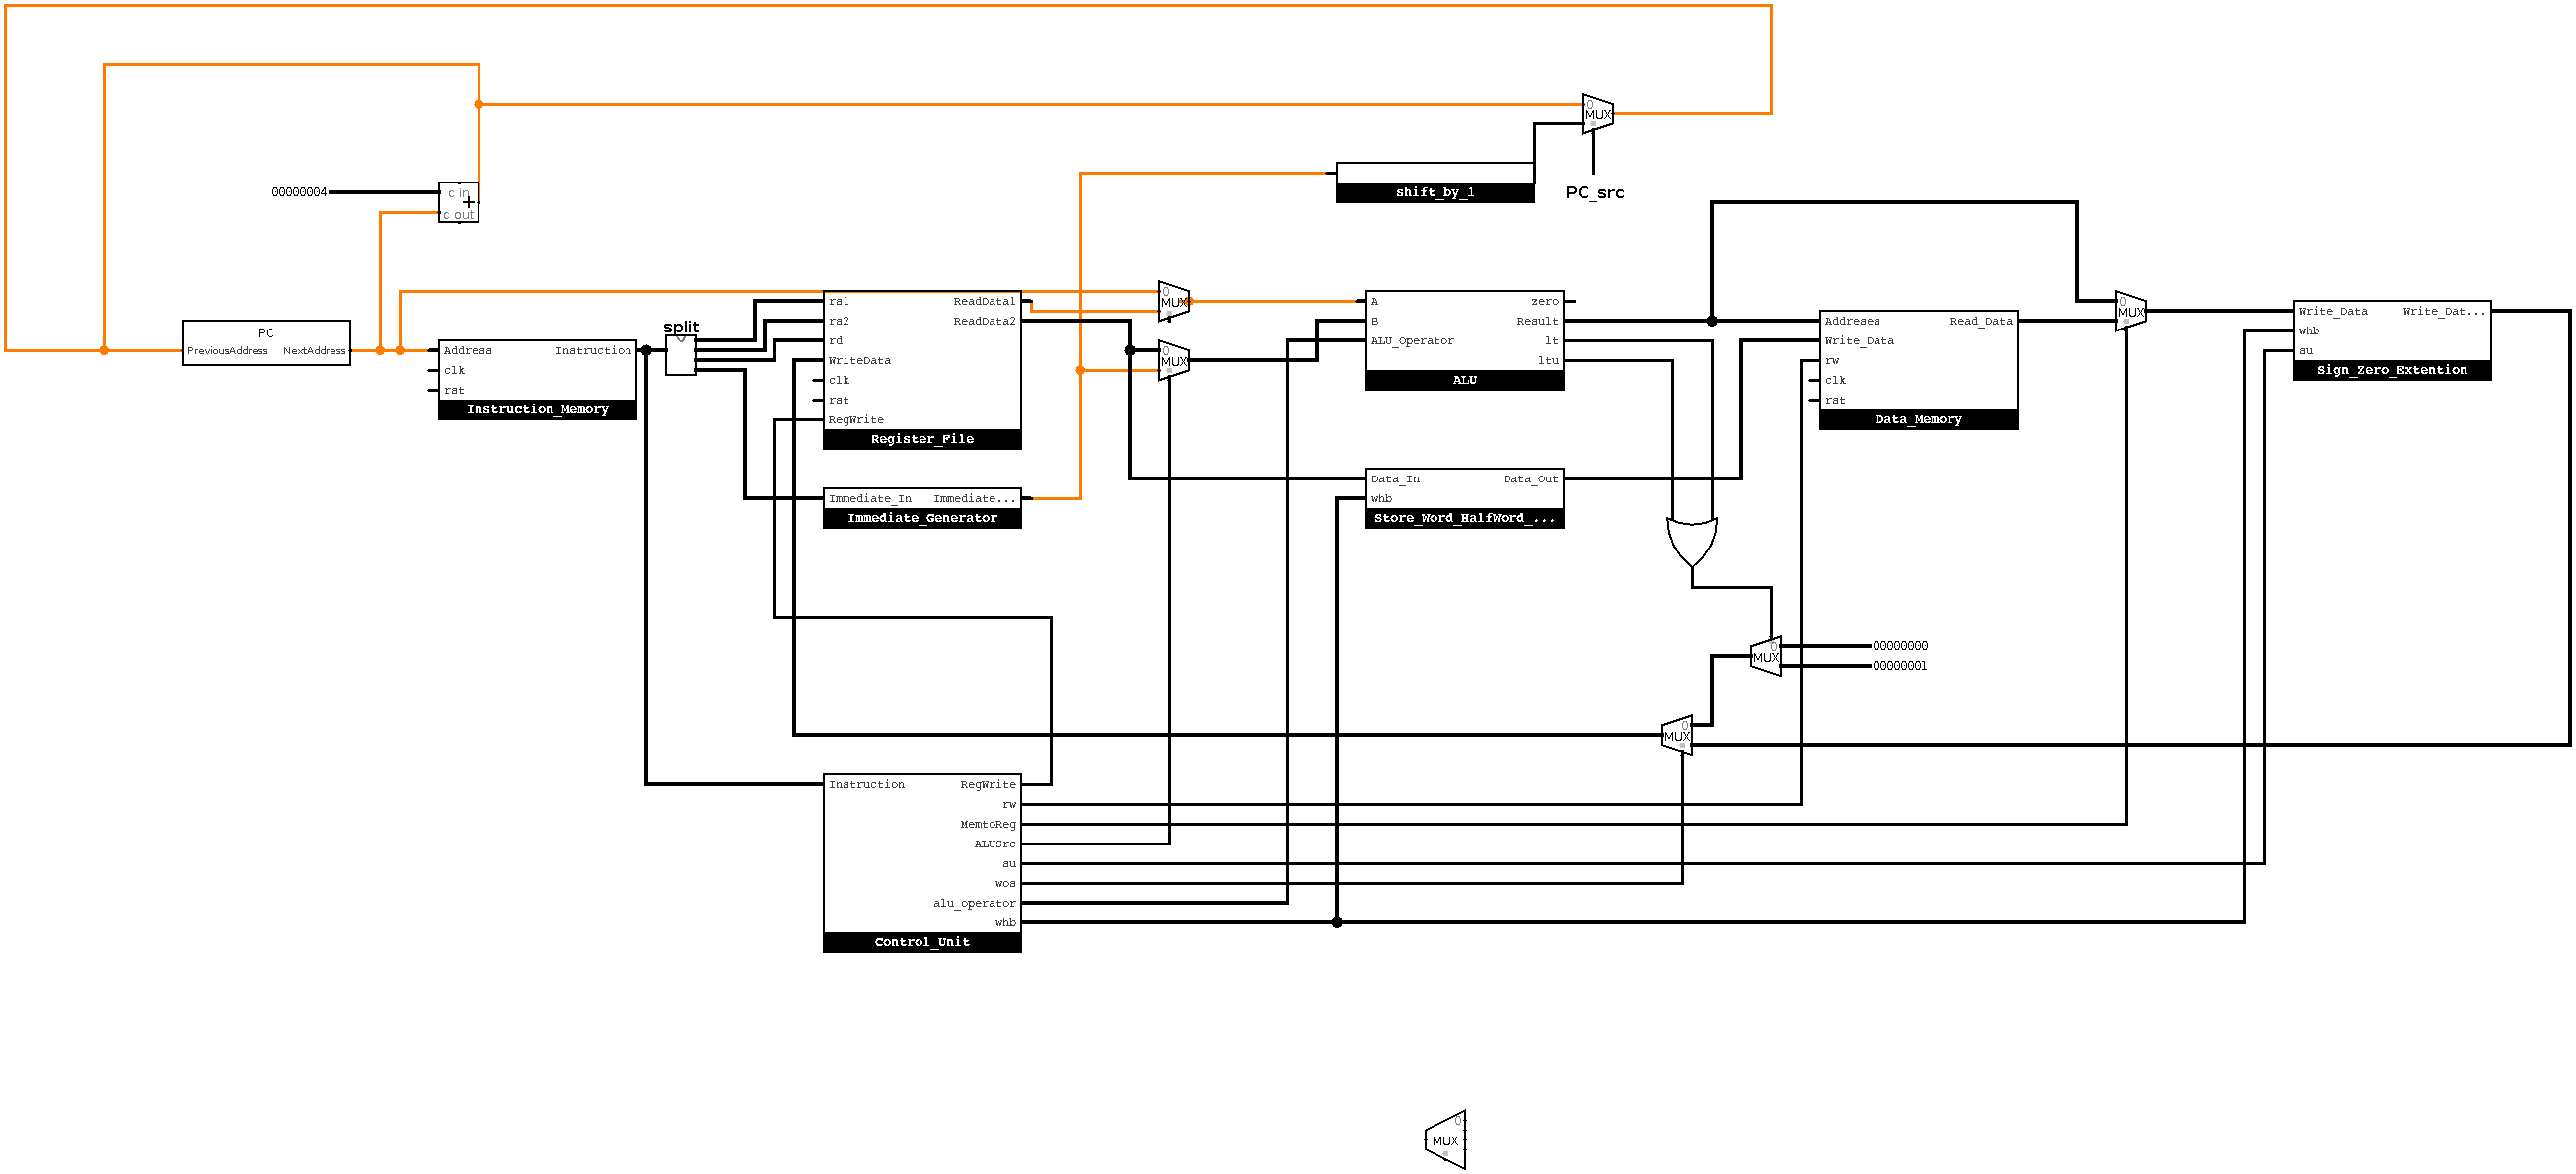 0
MUX
00000004
c in
+
c out
shift_by_1
PC_src
PC
PreviousAddress NextAddress
Address Instruction
clk
rst
Instruction_Memory
split
rs1 ReadData1
rs2 ReadData2
rd
WriteData
clk
rst
RegWrite
Register_File
Immediate_In Immediate...
Immediate_Generator
0
MUX
0
MUX
A zero
B Result
ALU_Operator lt
ltu
ALU
Data_In Data_Out
whb
Store_Word_HalfWord_...
Addreses Read_Data
Write_Data
rw
clk
rst
Data_Memory
0
MUX
Write_Data Write_Dat...
whb
au
Sign_Zero_Extention
0
MUX
00000000
00000001
0
MUX
Instruction RegWrite
rw
MemtoReg
ALUSrc
au
wos
alu_operator
whb
Control_Unit
0
MUX